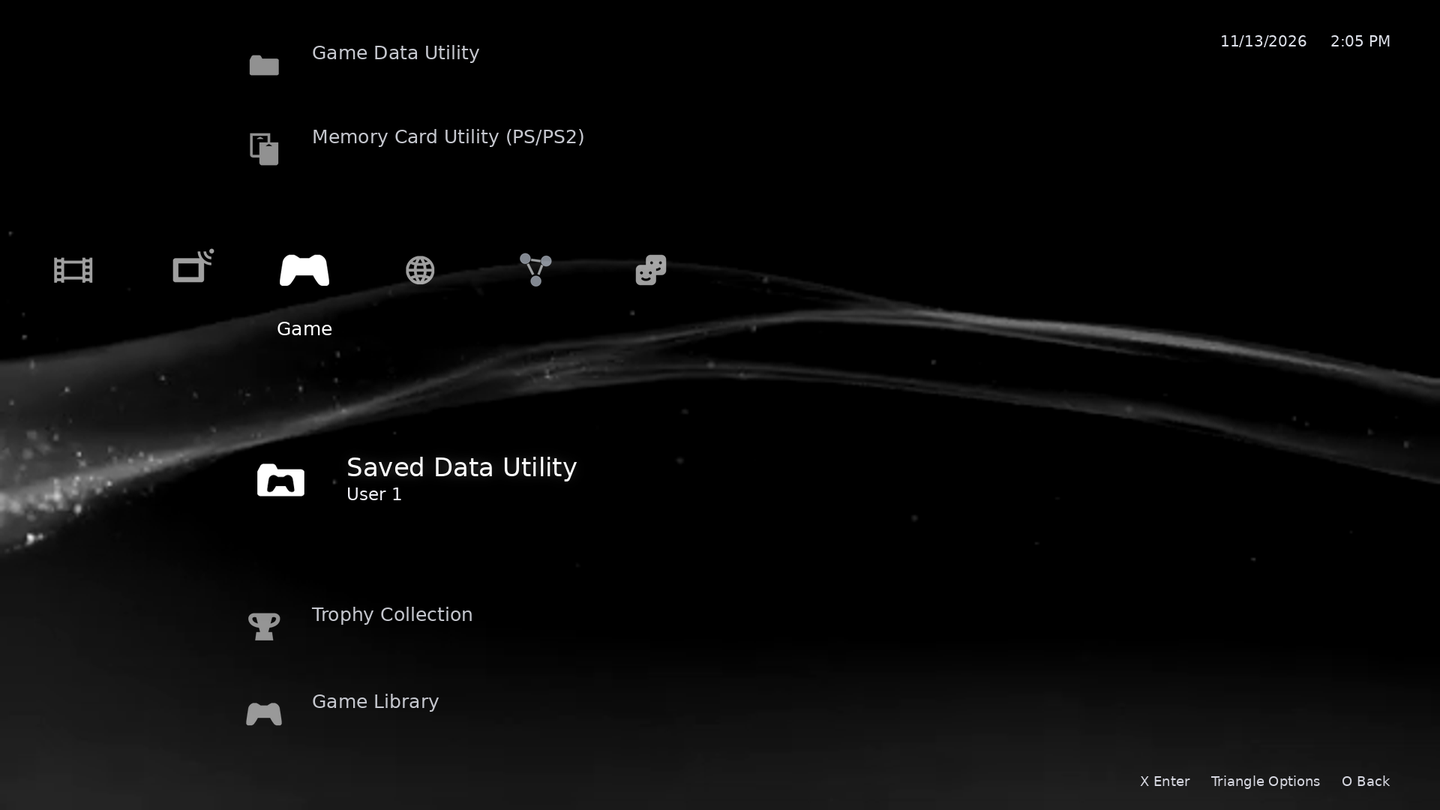 Game Data Utility
11/13/2026 2:05 PM
Memory Card Utility (PS/PS2)
Game
Saved Data Utility
User 1
Trophy Collection
Game Library
X Enter Triangle Options O Back